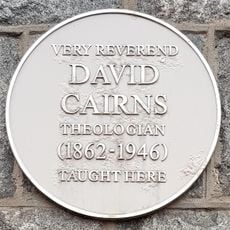 VERY REVEREND
DAVID
CAIRNS
THEOLOGIAN
(1862-1946)
TAUGHT HERE